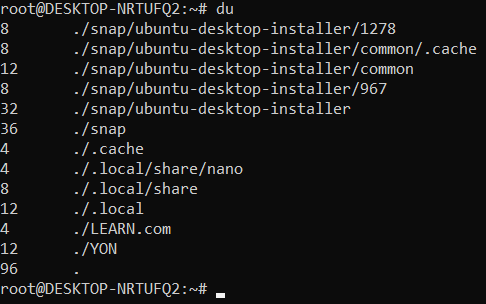 root@DESKTOP-NRTUFQ2:~# du
8       ./snap/ubuntu-desktop-installer/1278
8       ./snap/ubuntu-desktop-installer/common/.cache
12      ./snap/ubuntu-desktop-installer/common
8       ./snap/ubuntu-desktop-installer/967
32      ./snap/ubuntu-desktop-installer
36      ./snap
4       ./.cache
4       ./.local/share/nano
8       ./.local/share
12      ./.local
4       ./LEARN.com
12      ./YON
96      .
root@DESKTOP-NRTUFQ2:~#